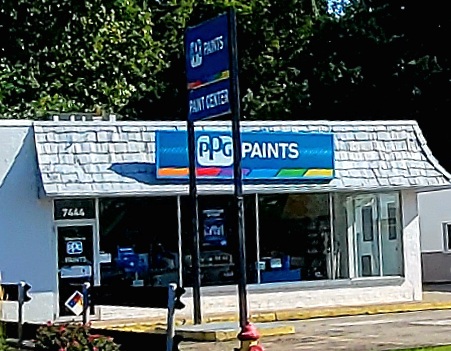 PPG PAINTS
PAINT CENTER
PPG PAINTS
7444
PPG
PAINTS